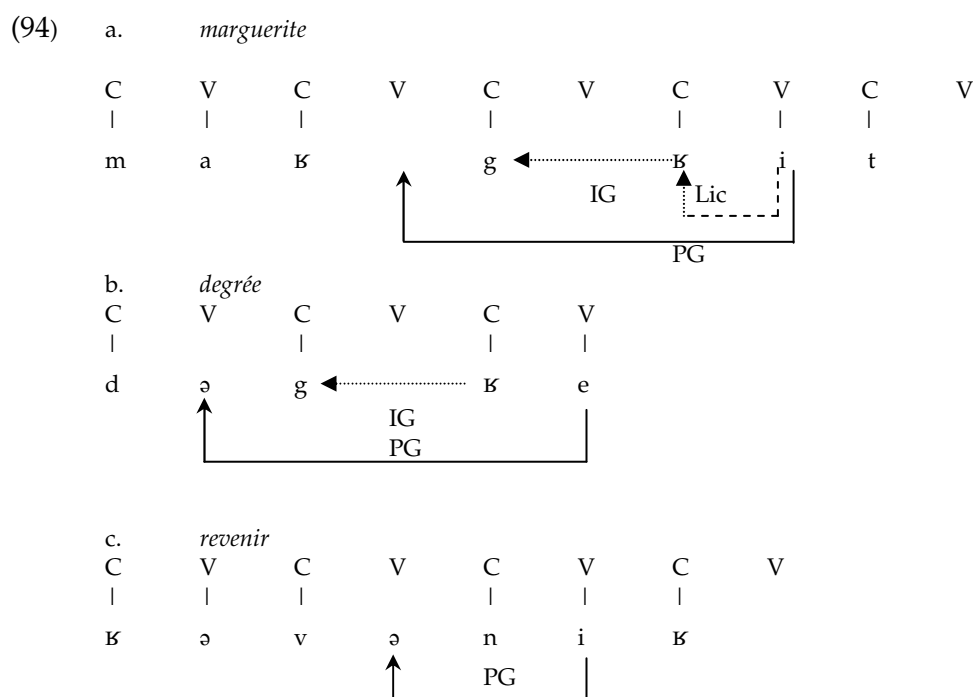 (94) a. marguerite
C V C V C V C V C V
| | | | | | |
m a ʁ g ʁ i t
IG Lic
PG
b. degrée
C V C V C V
| | | | |
d ə g ʁ e
IG
PG
c. revenir
C V C V C V C V
| | | | | |
ʁ ə v ə n i ʁ
PG